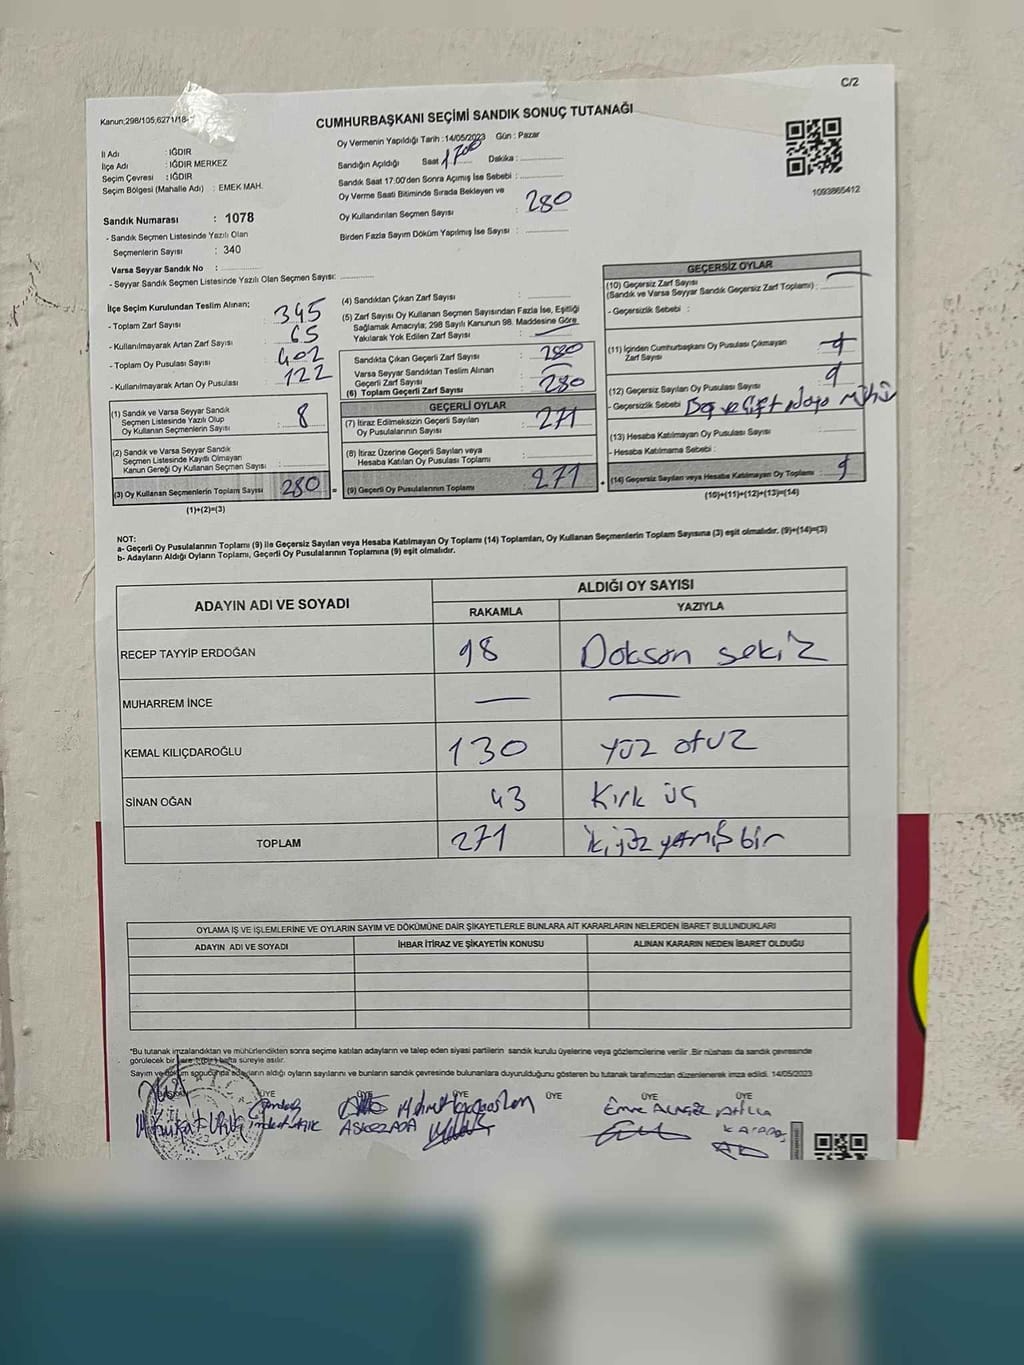 C/2
Kanun;298/105;6271/18-
CUMHURBAŞKANI SEÇİMİ SANDIK SONUÇ TUTANAĞI
Oy Vermenin Yapıldığı Tarih :14/05/2023 Gün : Pazar
İl Adı : IĞDIR
İlçe Adı : IĞDIR MERKEZ
Seçim Çevresi : IĞDIR
Seçim Bölgesi (Mahalle Adı) : EMEK MAH.
Sandığın Açıldığı Saat 1700 Dakika :
Sandık Saat 17:00'den Sonra Açılmış İse Sebebi :
Oy Verme Saati Bitiminde Sırada Bekleyen ve
Oy Kullandırılan Seçmen Sayısı : 280
Birden Fazla Sayım Döküm Yapılmış İse Sayısı :
1093865412
Sandık Numarası : 1078
- Sandık Seçmen Listesinde Yazılı Olan
Seçmenlerin Sayısı : 340
Varsa Seyyar Sandık No :
- Seyyar Sandık Seçmen Listesinde Yazılı Olan Seçmen Sayısı:
İlçe Seçim Kurulundan Teslim Alınan;
- Toplam Zarf Sayısı : 345
- Kullanılmayarak Artan Zarf Sayısı : 65
- Toplam Oy Pusulası Sayısı : 402
- Kullanılmayarak Artan Oy Pusulası : 122
(1) Sandık ve Varsa Seyyar Sandık
Seçmen Listesinde Yazılı Olup
Oy Kullanan Seçmenlerin Sayısı : 8
(2) Sandık ve Varsa Seyyar Sandık
Seçmen Listesinde Kayıtlı Olmayan
Kanun Gereği Oy Kullanan Seçmen Sayısı :
(3) Oy Kullanan Seçmenlerin Toplam Sayısı 280 =
(1)+(2)=(3)
(4) Sandıktan Çıkan Zarf Sayısı :
(5) Zarf Sayısı Oy Kullanan Seçmen Sayısından Fazla İse, Eşitliği
Sağlamak Amacıyla; 298 Sayılı Kanunun 98. Maddesine Göre
Yakılarak Yok Edilen Zarf Sayısı :
Sandıkta Çıkan Geçerli Zarf Sayısı : 280
Varsa Seyyar Sandıktan Teslim Alınan
Geçerli Zarf Sayısı :
(6) Toplam Geçerli Zarf Sayısı : 280
GEÇERLİ OYLAR
(7) İtiraz Edilmeksizin Geçerli Sayılan
Oy Pusulalarının Sayısı : 271
(8) İtiraz Üzerine Geçerli Sayılan veya
Hesaba Katılan Oy Pusulası Toplamı :
(9) Geçerli Oy Pusulalarının Toplamı : 271 +
GEÇERSİZ OYLAR
(10) Geçersiz Zarf Sayısı
(Sandık ve Varsa Seyyar Sandık Geçersiz Zarf Toplamı) :
- Geçersizlik Sebebi :
(11) İçinden Cumhurbaşkanı Oy Pusulası Çıkmayan
Zarf Sayısı :
(12) Geçersiz Sayılan Oy Pusulası Sayısı : 9
- Geçersizlik Sebebi Boş ve Çift mühür
(13) Hesaba Katılmayan Oy Pusulası Sayısı :
- Hesaba Katılmama Sebebi :
(14) Geçersiz Sayılan veya Hesaba Katılmayan Oy Toplamı : 9
(10)+(11)+(12)+(13)=(14)
NOT:
a- Geçerli Oy Pusulalarının Toplamı (9) ile Geçersiz Sayılan veya Hesaba Katılmayan Oy Toplamı (14) Toplamları, Oy Kullanan Seçmenlerin Toplam Sayısına (3) eşit olmalıdır. (9)+(14)=(3)
b- Adayların Aldığı Oyların Toplamı, Geçerli Oy Pusulalarının Toplamına (9) eşit olmalıdır.
ADAYIN ADI VE SOYADI
ALDIĞI OY SAYISI
RAKAMLA YAZIYLA
RECEP TAYYİP ERDOĞAN 98 Doksan sekiz
MUHARREM İNCE — —
KEMAL KILIÇDAROĞLU 130 yüz otuz
SİNAN OĞAN 43 Kırk üç
TOPLAM 271 ikiyüz yetmiş bir
OYLAMA İŞ VE İŞLEMLERİNE VE OYLARIN SAYIM VE DÖKÜMÜNE DAİR ŞİKAYETLERLE BUNLARA AİT KARARLARIN NELERDEN İBARET BULUNDUKLARI
ADAYIN ADI VE SOYADI İHBAR İTİRAZ VE ŞİKAYETİN KONUSU ALINAN KARARIN NEDEN İBARET OLDUĞU
"Bu tutanak imzalandıktan ve mühürlendikten sonra seçime katılan adayların ve talep eden siyasi partilerin sandık kurulu üyelerine veya gözlemcilerine verilir .Bir nüshası da sandık çevresinde
görülecek bir yere 1(bir) hafta süreyle asılır.
Sayım ve döküm sonucunda adayların aldığı oyların sayılarını ve bunların sandık çevresinde bulunanlara duyurulduğunu gösteren bu tutanak tarafımızdan düzenlenerek imza edildi. 14/05/2023
ÜYE ÜYE ÜYE ÜYE ÜYE ÜYE
Emre ALAGÖZ